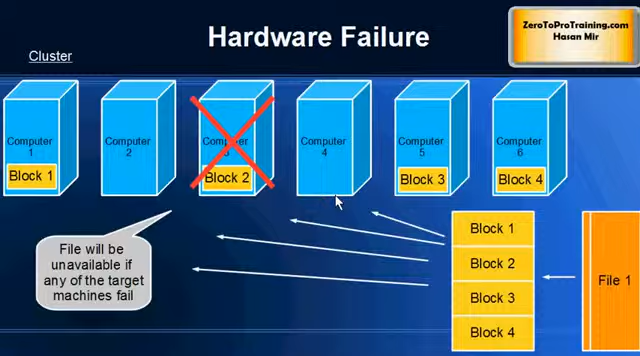 Hardware Failure
ZeroToProTraining.com
Hasan Mir
Cluster
Computer
1
Block 1
Computer
2
Computer
3
Block 2
Computer
4
Computer
5
Block 3
Computer
6
Block 4
File will be
unavailable if
any of the target
machines fail
Block 1
Block 2
Block 3
Block 4
File 1